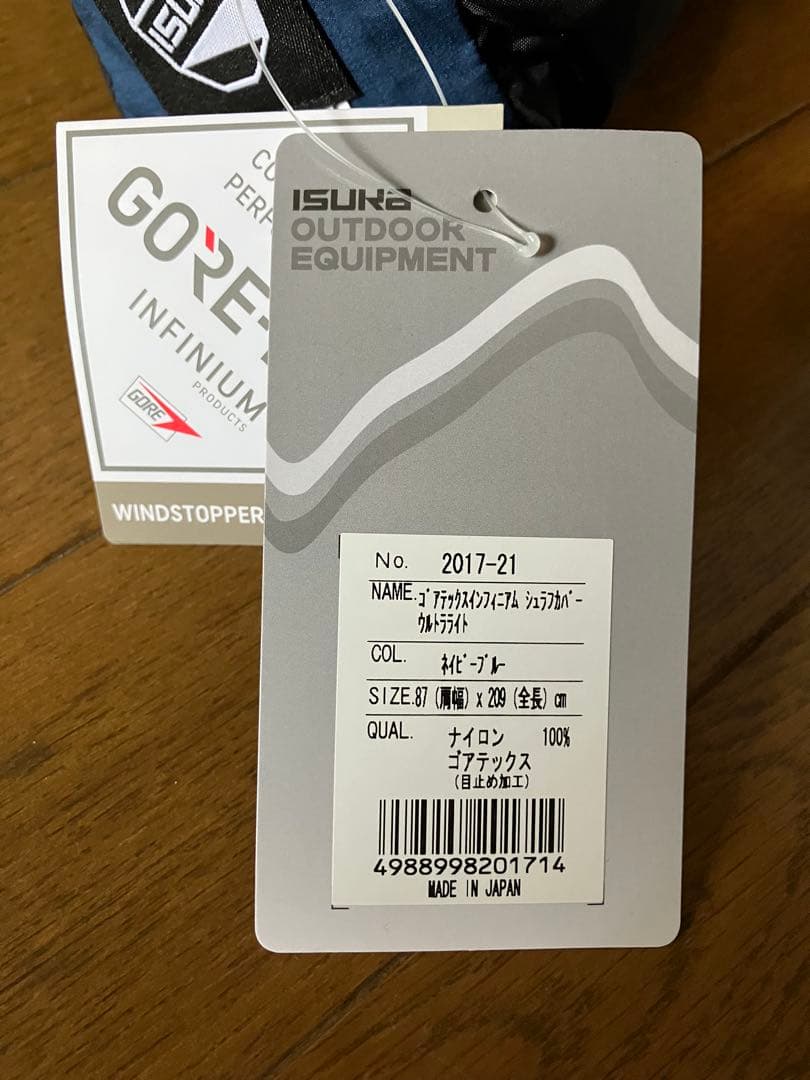 ISUKA
OUTDOOR
EQUIPMENT
GORE
INFINIUM
PRODUCTS
GORE
WINDSTOPPER
No. 2017-21
NAME. ｺﾞｱﾃｯｸｽｲﾝﾌｨﾆｱﾑ ｼｭﾗﾌｶﾊﾞｰ
ｳﾙﾄﾗﾗｲﾄ
COL. ﾈｲﾋﾞｰﾌﾞﾙｰ
SIZE. 87 (肩幅) x 209 (全長) cm
QUAL. ナイロン 100%
ゴアテックス
(目止め加工)
4988998201714
MADE IN JAPAN